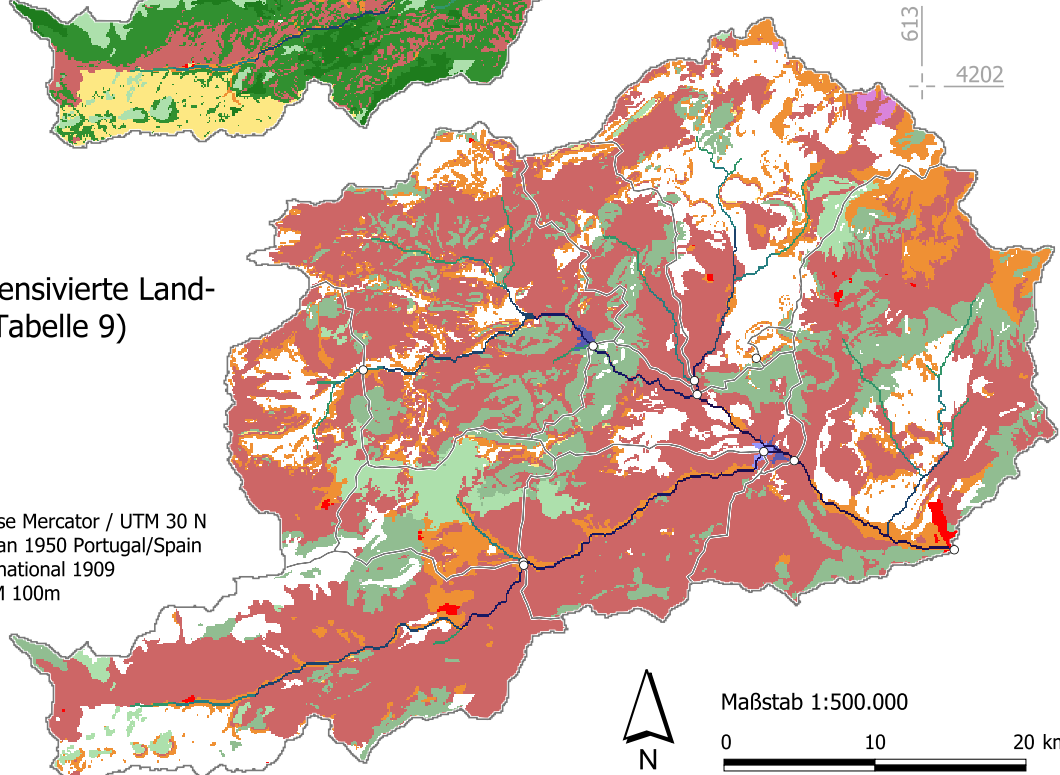 613
4202
ensivierte Land-
Tabelle 9)
se Mercator / UTM 30 N
an 1950 Portugal/Spain
national 1909
M 100m
Maßstab 1:500.000
N
0 10 20 km